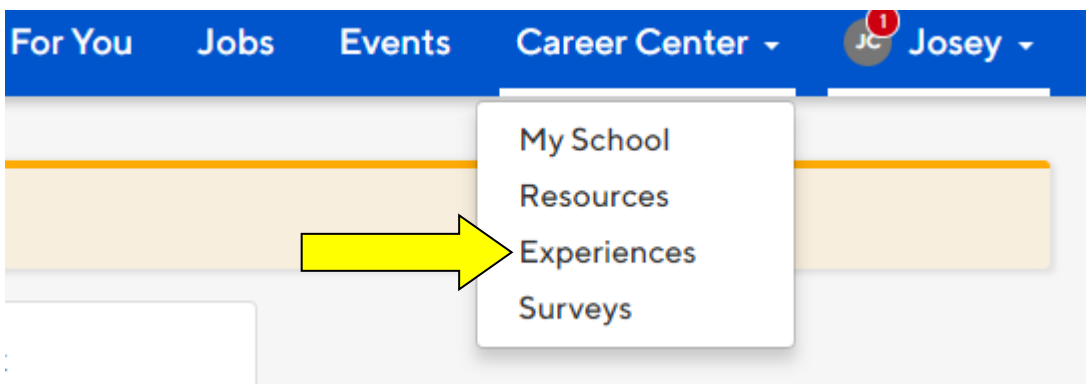 For You Jobs Events Career Center JC 1 Josey
My School
Resources
Experiences
Surveys